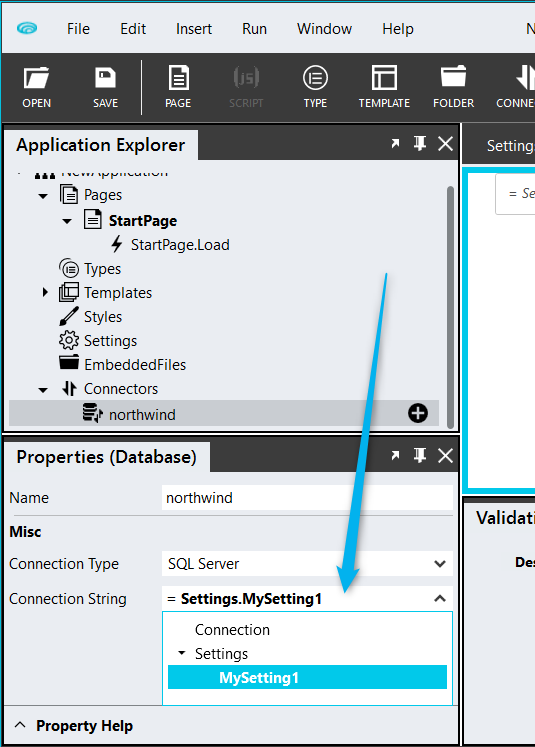 File Edit Insert Run Window Help N
OPEN SAVE PAGE SCRIPT TYPE TEMPLATE FOLDER CONNE
Application Explorer
NewApplication
Pages
StartPage
StartPage.Load
Types
Templates
Styles
Settings
EmbeddedFiles
Connectors
northwind
Properties (Database)
Name northwind
Misc
Connection Type SQL Server
Connection String = Settings.MySetting1
Connection
Settings
MySetting1
Property Help
Settings
= Se
Validati
Des